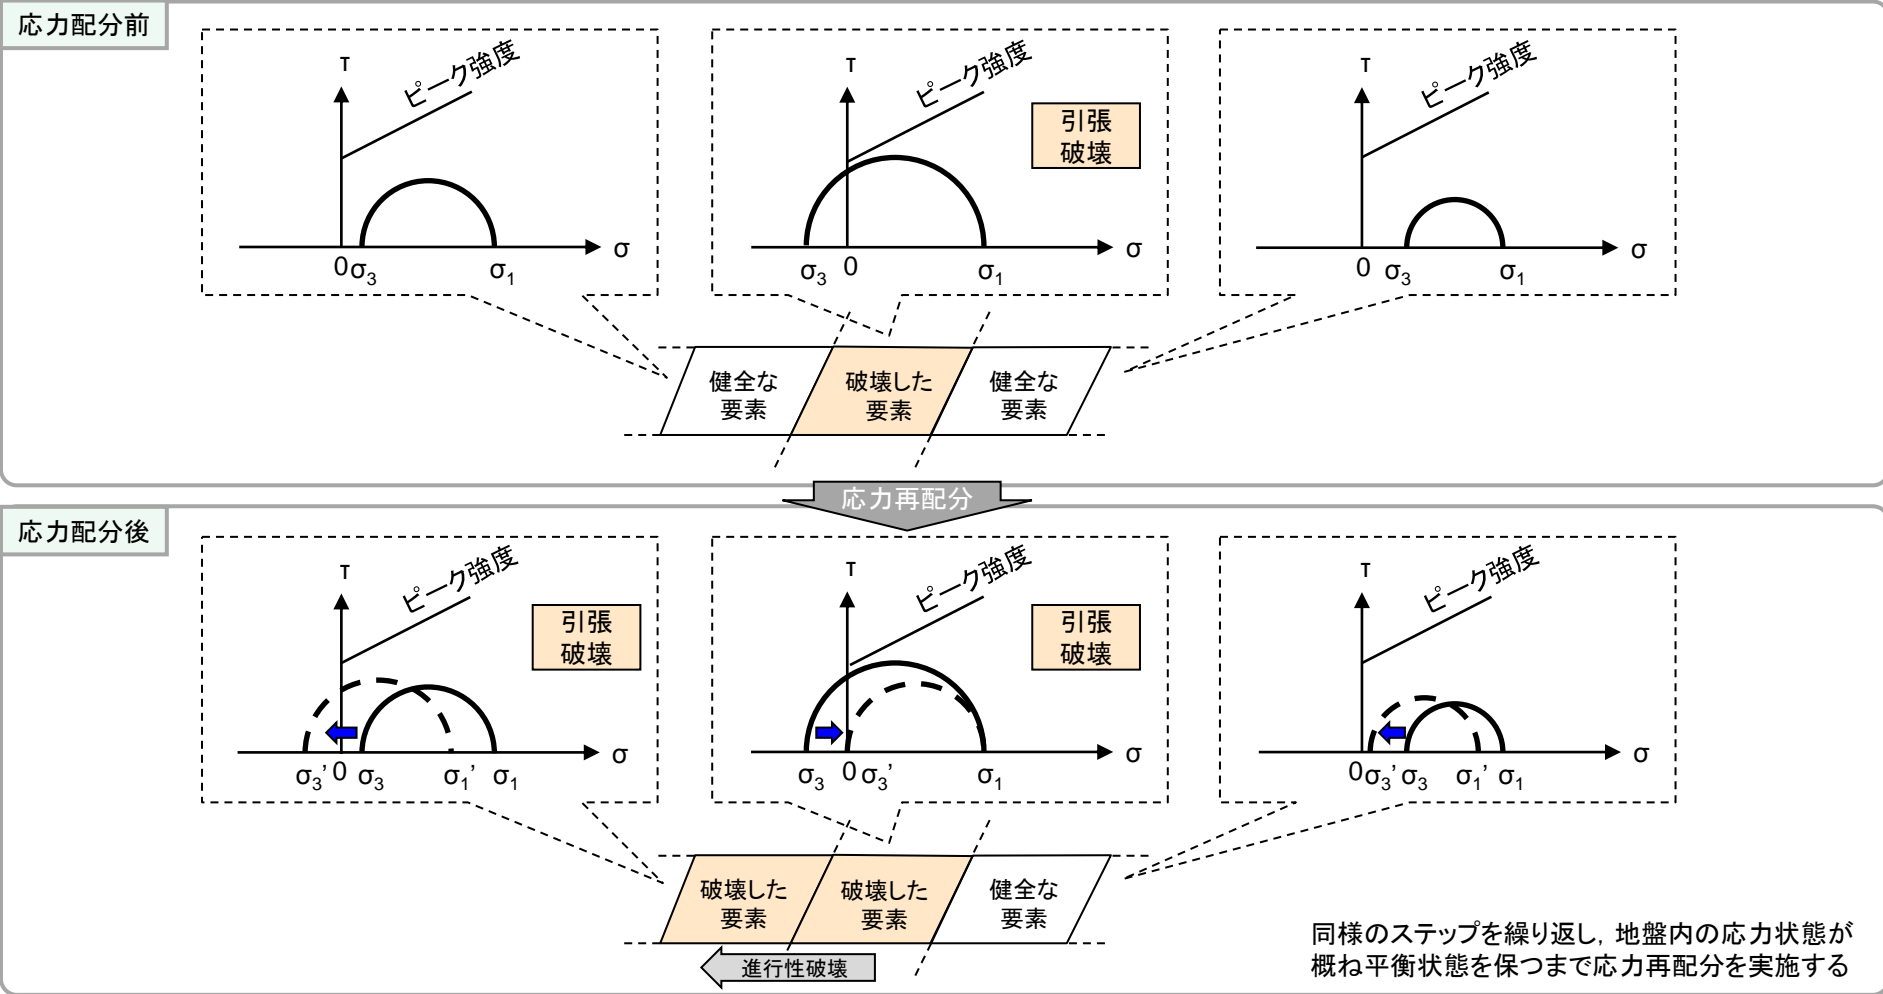 応力配分前
τ
ピーク強度
σ
0 σ3 σ1
τ
ピーク強度
引張
破壊
σ
σ3 0 σ1
τ
ピーク強度
σ
0 σ3 σ1
健全な
要素
破壊した
要素
健全な
要素
応力再配分
応力配分後
τ
ピーク強度
引張
破壊
σ
σ3’ 0 σ3 σ1’ σ1
τ
ピーク強度
引張
破壊
σ
σ3 0 σ3’ σ1
τ
ピーク強度
σ
0 σ3’ σ3 σ1’ σ1
破壊した
要素
破壊した
要素
健全な
要素
進行性破壊
同様のステップを繰り返し，地盤内の応力状態が
概ね平衡状態を保つまで応力再配分を実施する